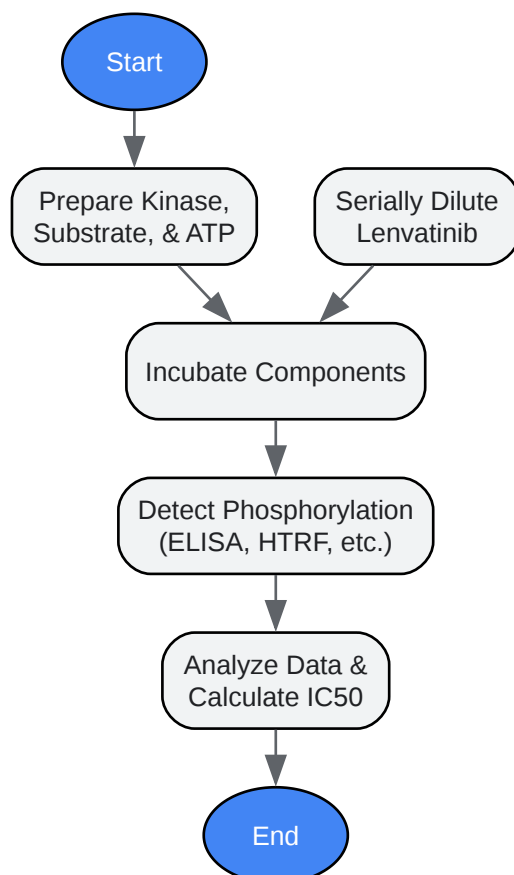 Start
Prepare Kinase,
Substrate, & ATP
Serially Dilute
Lenvatinib
Incubate Components
Detect Phosphorylation
(ELISA, HTRF, etc.)
Analyze Data &
Calculate IC50
End